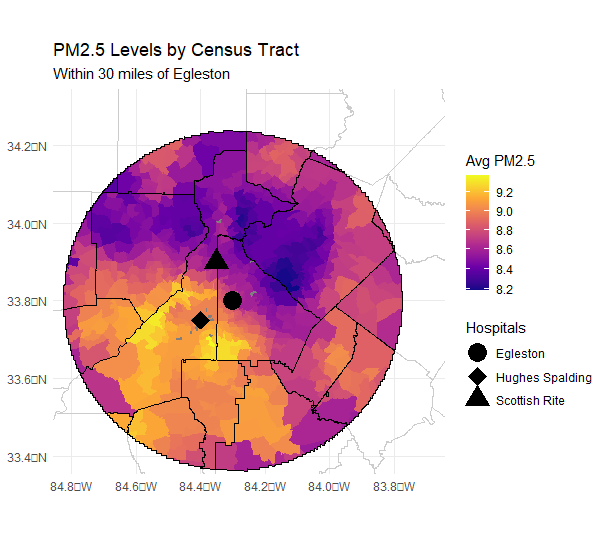 PM2.5 Levels by Census Tract
Within 30 miles of Egleston
34.2□N
34.0□N
33.8□N
33.6□N
33.4□N
84.8□W
84.6□W
84.4□W
84.2□W
84.0□W
83.8□W
Avg PM2.5
9.2
9.0
8.8
8.6
8.4
8.2
Hospitals
Egleston
Hughes Spalding
Scottish Rite